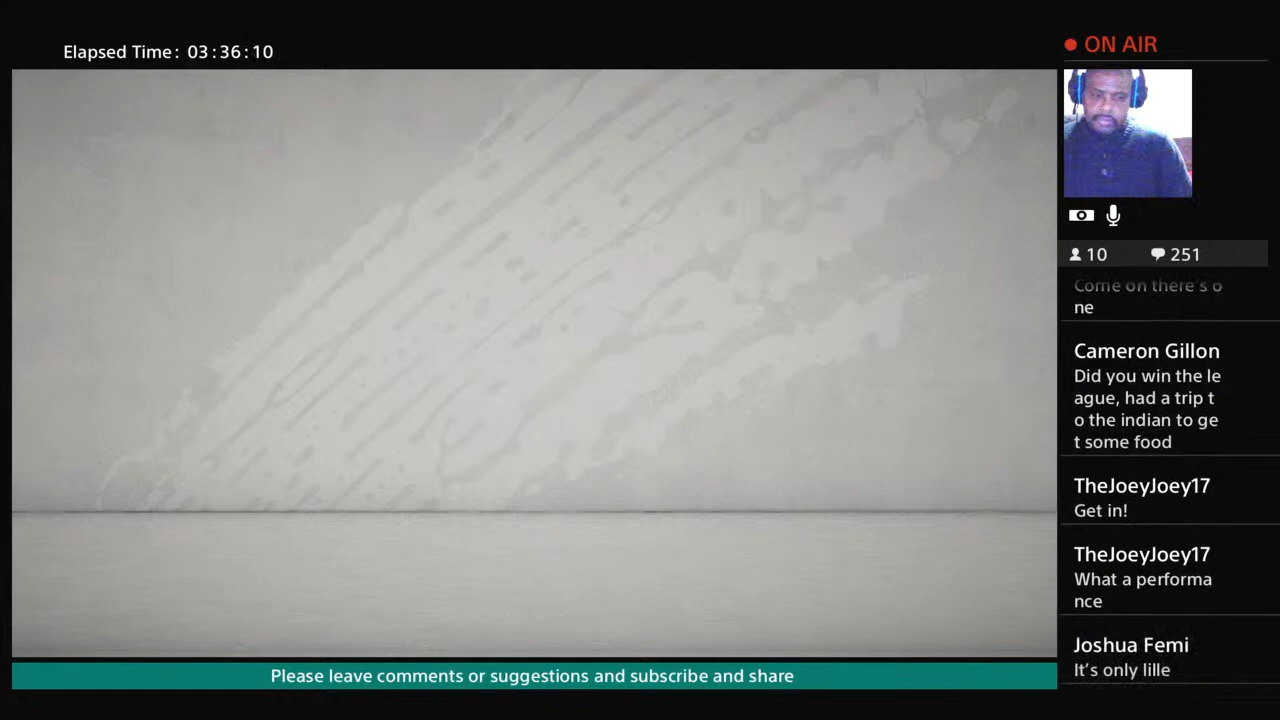 Elapsed Time: 03:36:10
ON AIR
10 251
Come on there's o
ne
Cameron Gillon
Did you win the le
ague, had a trip t
o the indian to ge
t some food
TheJoeyJoey17
Get in!
TheJoeyJoey17
What a performa
nce
Joshua Femi
It's only lille
Please leave comments or suggestions and subscribe and share